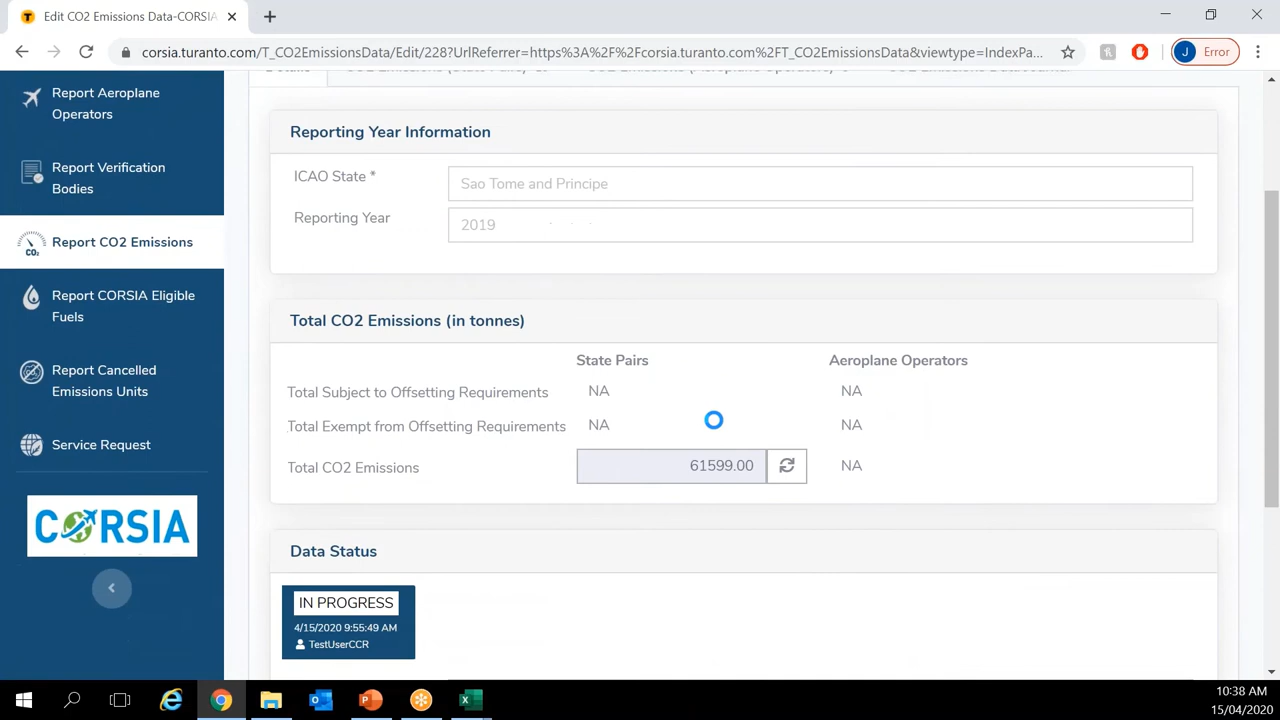 Edit CO2 Emissions Data-CORSIA
corsia.turanto.com/T_CO2EmissionsData/Edit/228?UrlReferrer=https%3A%2F%2Fcorsia.turanto.com%2FT_CO2EmissionsData&viewtype=IndexPa...
J Error
Report Aeroplane
Operators
Report Verification
Bodies
CO2
Report CO2 Emissions
Report CORSIA Eligible
Fuels
Report Cancelled
Emissions Units
Service Request
CORSIA
Reporting Year Information
ICAO State *
Sao Tome and Principe
Reporting Year
2019
Total CO2 Emissions (in tonnes)
State Pairs Aeroplane Operators
Total Subject to Offsetting Requirements NA NA
Total Exempt from Offsetting Requirements NA NA
Total CO2 Emissions 61599.00 NA
Data Status
IN PROGRESS
4/15/2020 9:55:49 AM
TestUserCCR
10:38 AM
15/04/2020